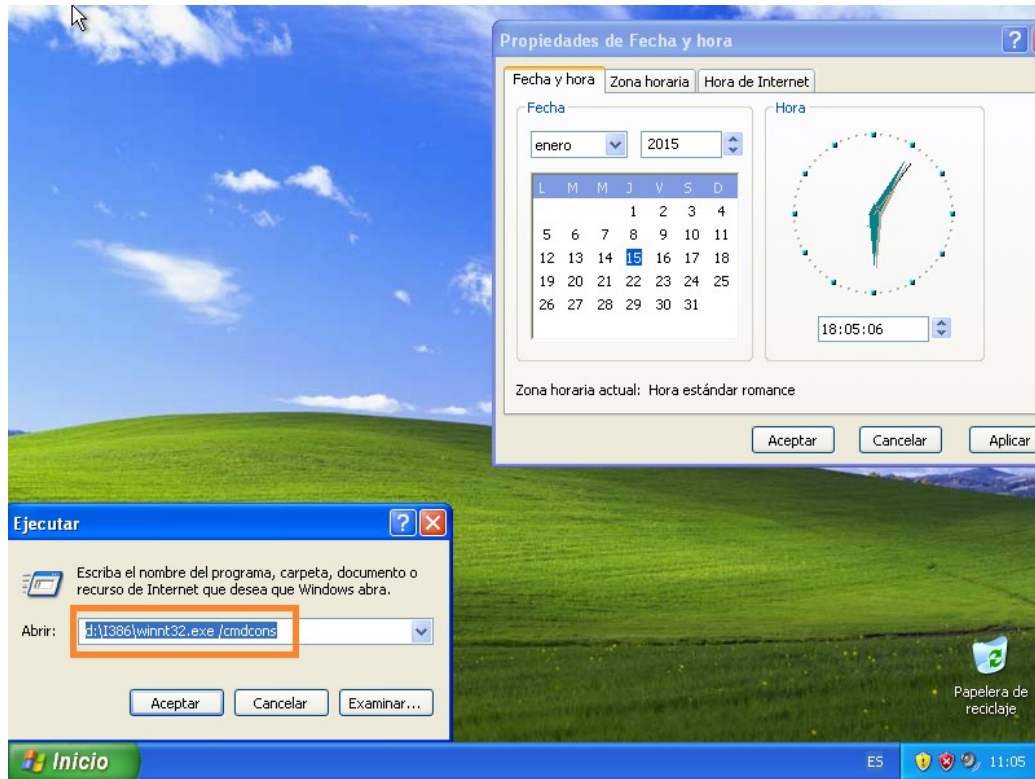 Propiedades de Fecha y hora
Fecha y hora
Zona horaria
Hora de Internet
Fecha
enero
2015
L M M J V S D
1 2 3 4
5 6 7 8 9 10 11
12 13 14 15 16 17 18
19 20 21 22 23 24 25
26 27 28 29 30 31
Hora
18:05:06
Zona horaria actual: Hora estándar romance
Aceptar
Cancelar
Aplicar
Ejecutar
Escriba el nombre del programa, carpeta, documento o
recurso de Internet que desea que Windows abra.
Abrir: d:\I386\winnt32.exe /cmdcons
Aceptar
Cancelar
Examinar...
Papelera de
reciclaje
Inicio
ES
11:05